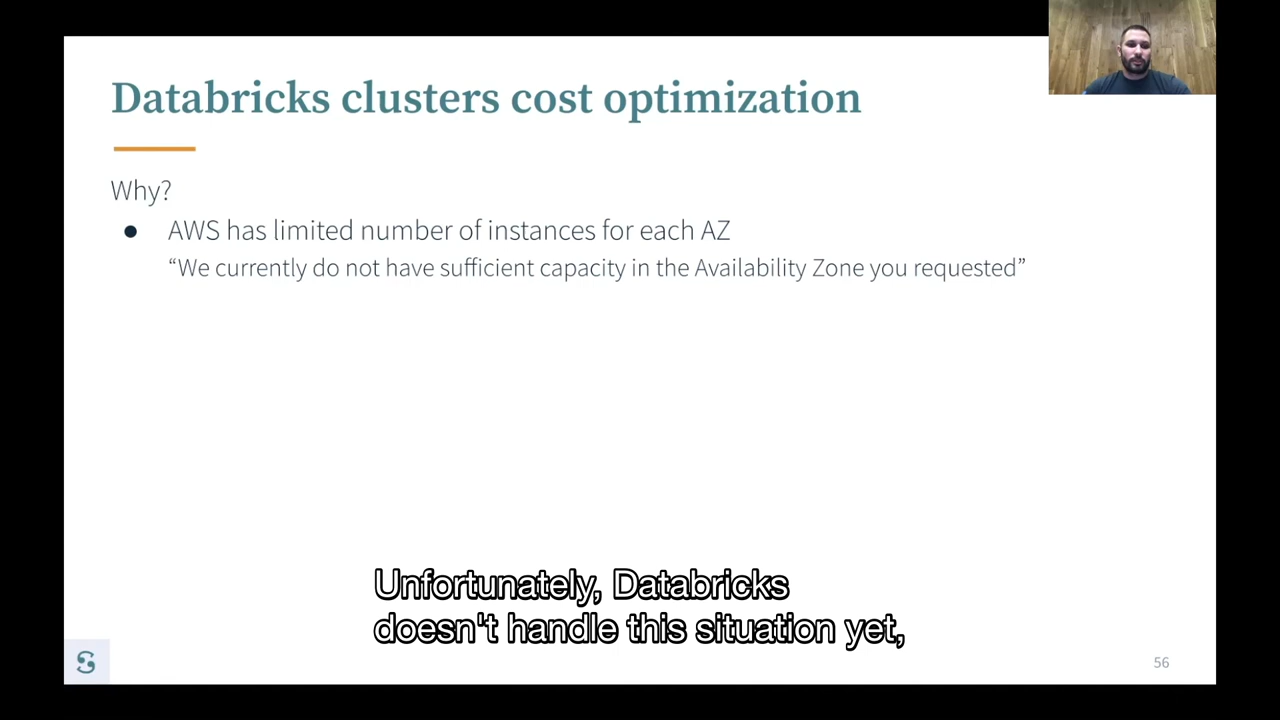 Databricks clusters cost optimization
Why?
● AWS has limited number of instances for each AZ
“We currently do not have sufficient capacity in the Availability Zone you requested”
Unfortunately, Databricks
doesn't handle this situation yet,
56